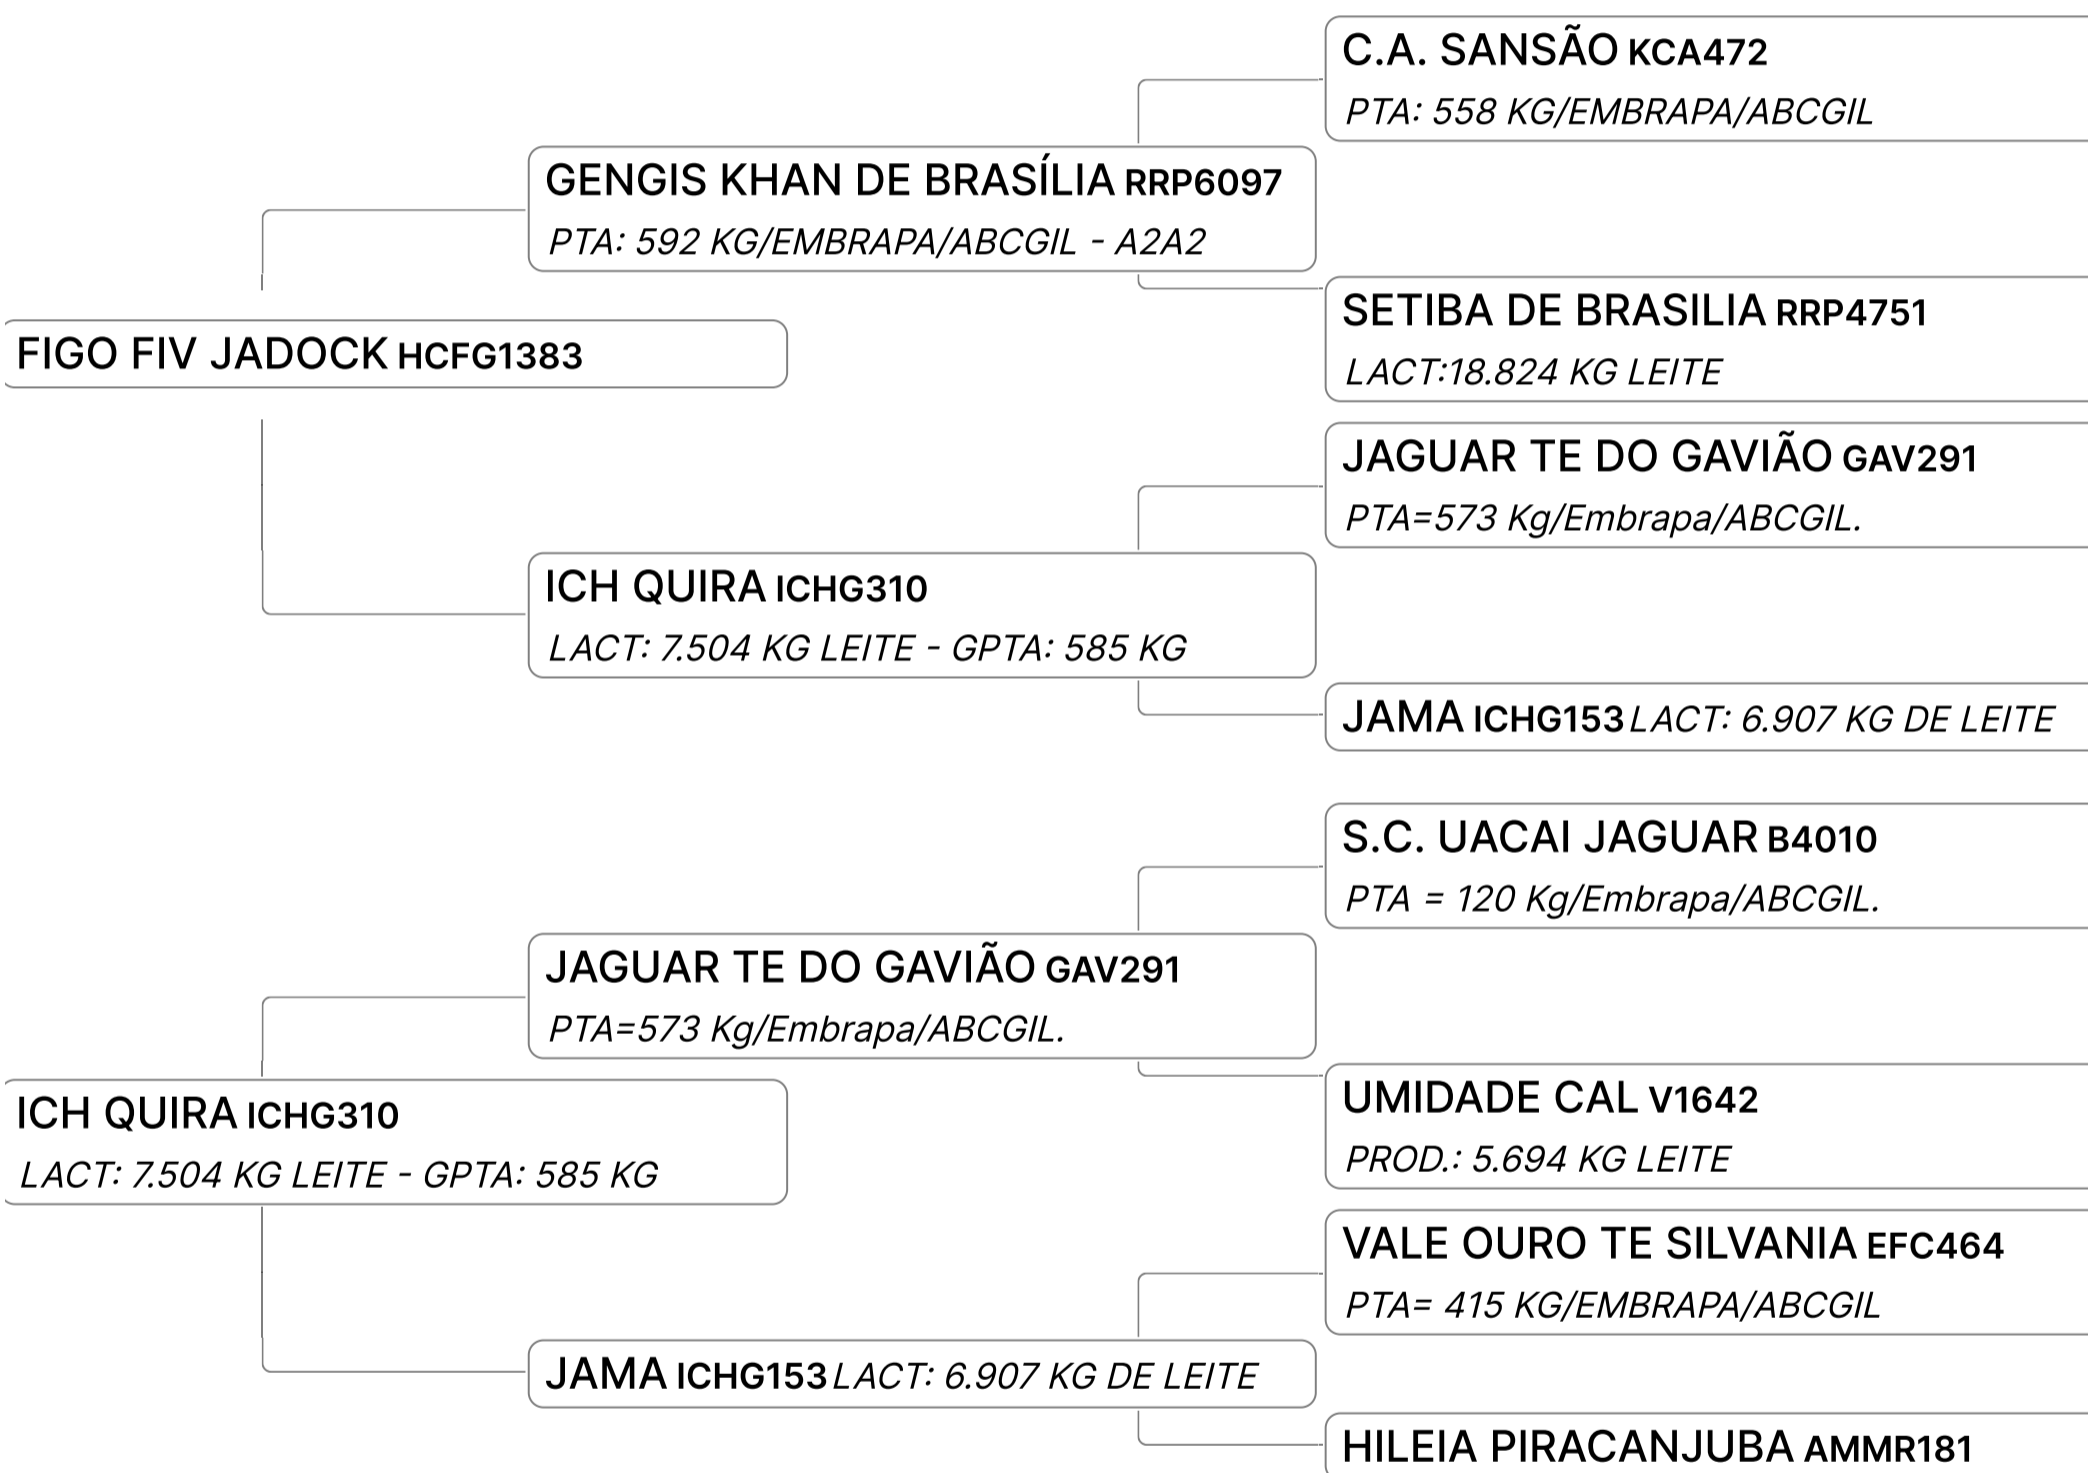 C.A. SANSÃO KCA472
PTA: 558 KG/EMBRAPA/ABCGIL
GENGIS KHAN DE BRASÍLIA RRP6097
PTA: 592 KG/EMBRAPA/ABCGIL - A2A2
SETIBA DE BRASILIA RRP4751
LACT:18.824 KG LEITE
FIGO FIV JADOCK HCFG1383
JAGUAR TE DO GAVIÃO GAV291
PTA=573 Kg/Embrapa/ABCGIL.
ICH QUIRA ICHG310
LACT: 7.504 KG LEITE - GPTA: 585 KG
JAMA ICHG153 LACT: 6.907 KG DE LEITE
S.C. UACAI JAGUAR B4010
PTA = 120 Kg/Embrapa/ABCGIL.
JAGUAR TE DO GAVIÃO GAV291
PTA=573 Kg/Embrapa/ABCGIL.
UMIDADE CAL V1642
PROD.: 5.694 KG LEITE
ICH QUIRA ICHG310
LACT: 7.504 KG LEITE - GPTA: 585 KG
VALE OURO TE SILVANIA EFC464
PTA= 415 KG/EMBRAPA/ABCGIL
JAMA ICHG153 LACT: 6.907 KG DE LEITE
HILEIA PIRACANJUBA AMMR181